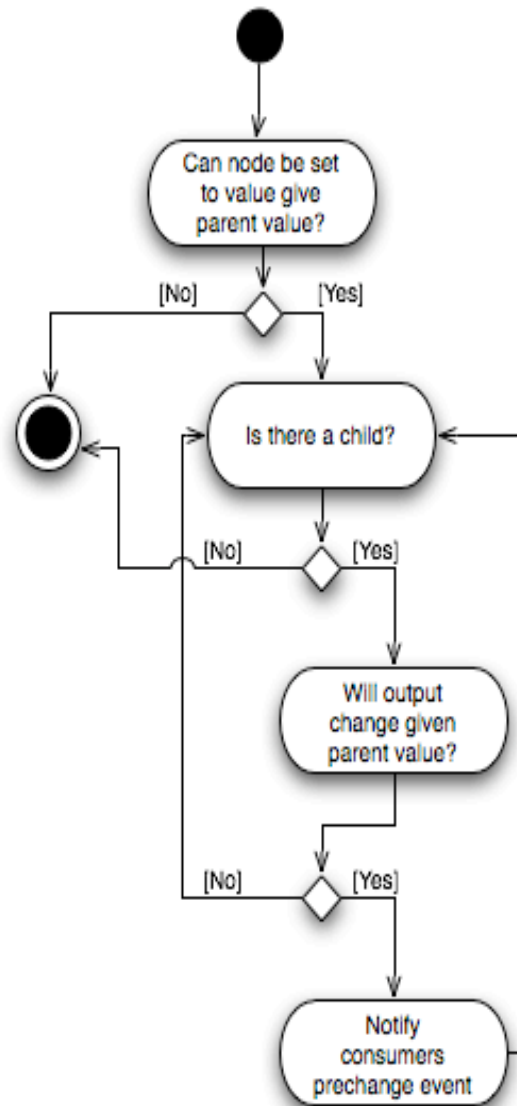 Can node be set
to value give
parent value?
[No]
[Yes]
Is there a child?
[No]
[Yes]
Will output
change given
parent value?
[No]
[Yes]
Notify
consumers
prechange event